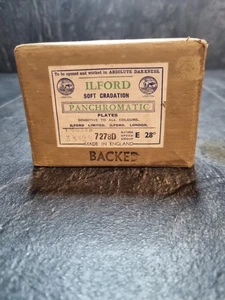 To be opened and worked in ABSOLUTE DARKNESS.
ILFORD
SOFT GRADATION
PANCHROMATIC
PLATES
SENSITIVE TO ALL COLOURS.
ILFORD LIMITED, ILFORD, LONDON.
7278D
E 28°
MADE IN ENGLAND
BACKED